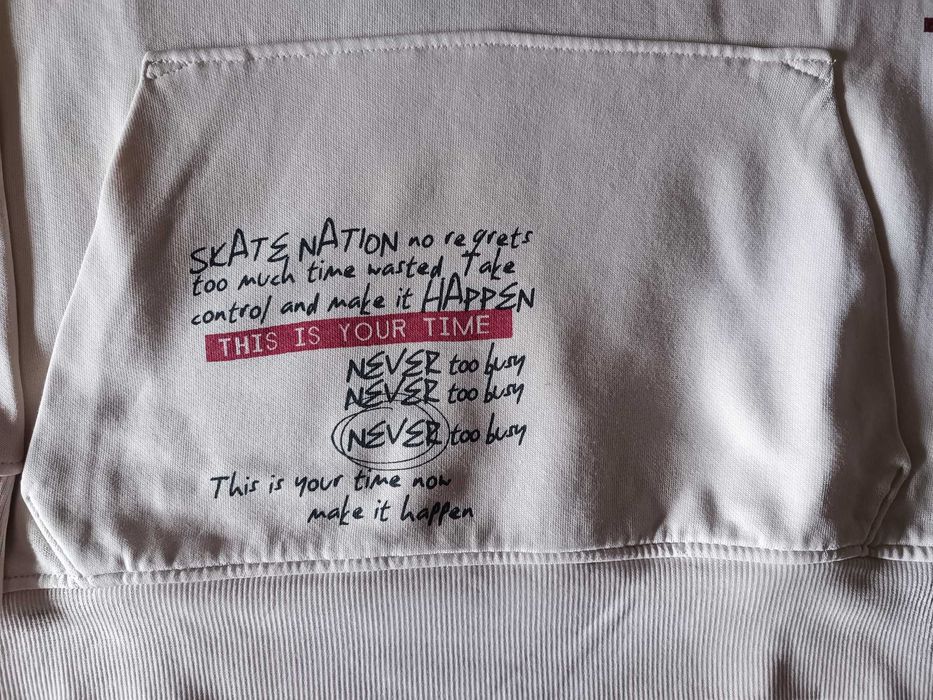 SKATE NATION no regrets
too much time wasted Take
control and make it HAPPEN
THIS IS YOUR TIME
NEVER too busy
NEVER too busy
NEVER too busy
This is your time now
make it happen